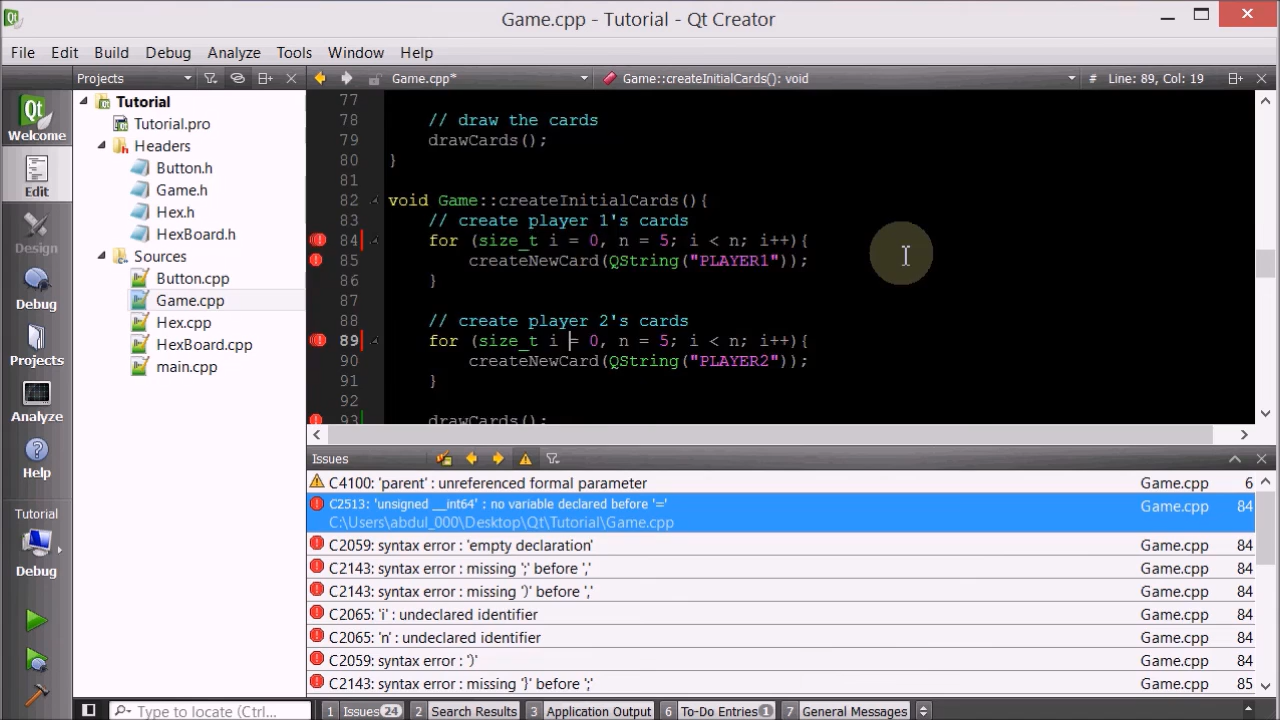 Game.cpp - Tutorial - Qt Creator
File Edit Build Debug Analyze Tools Window Help
Projects
Game.cpp*
Game::createInitialCards(): void
# Line: 89, Col: 19
Welcome
Edit
Design
Debug
Projects
Analyze
Help
Tutorial
Debug
Tutorial
Tutorial.pro
Headers
Button.h
Game.h
Hex.h
HexBoard.h
Sources
Button.cpp
Game.cpp
Hex.cpp
HexBoard.cpp
main.cpp
77
78 // draw the cards
79 drawCards();
80 }
81
82 void Game::createInitialCards(){
83 // create player 1's cards
84 for (size_t i = 0, n = 5; i < n; i++){
85 createNewCard(QString("PLAYER1"));
86 }
87
88 // create player 2's cards
89 for (size_t i = 0, n = 5; i < n; i++){
90 createNewCard(QString("PLAYER2"));
91 }
92
93 drawCards();
Issues
C4100: 'parent' : unreferenced formal parameter Game.cpp 6
C2513: 'unsigned __int64' : no variable declared before '=' Game.cpp 84
C:\Users\abdul_000\Desktop\Qt\Tutorial\Game.cpp
C2059: syntax error : 'empty declaration' Game.cpp 84
C2143: syntax error : missing ';' before ',' Game.cpp 84
C2143: syntax error : missing ')' before ',' Game.cpp 84
C2065: 'i' : undeclared identifier Game.cpp 84
C2065: 'n' : undeclared identifier Game.cpp 84
C2059: syntax error : ')' Game.cpp 84
C2143: syntax error : missing '}' before ';' Game.cpp 85
Type to locate (Ctrl...
1 Issues 24 2 Search Results 3 Application Output 6 To-Do Entries 1 7 General Messages